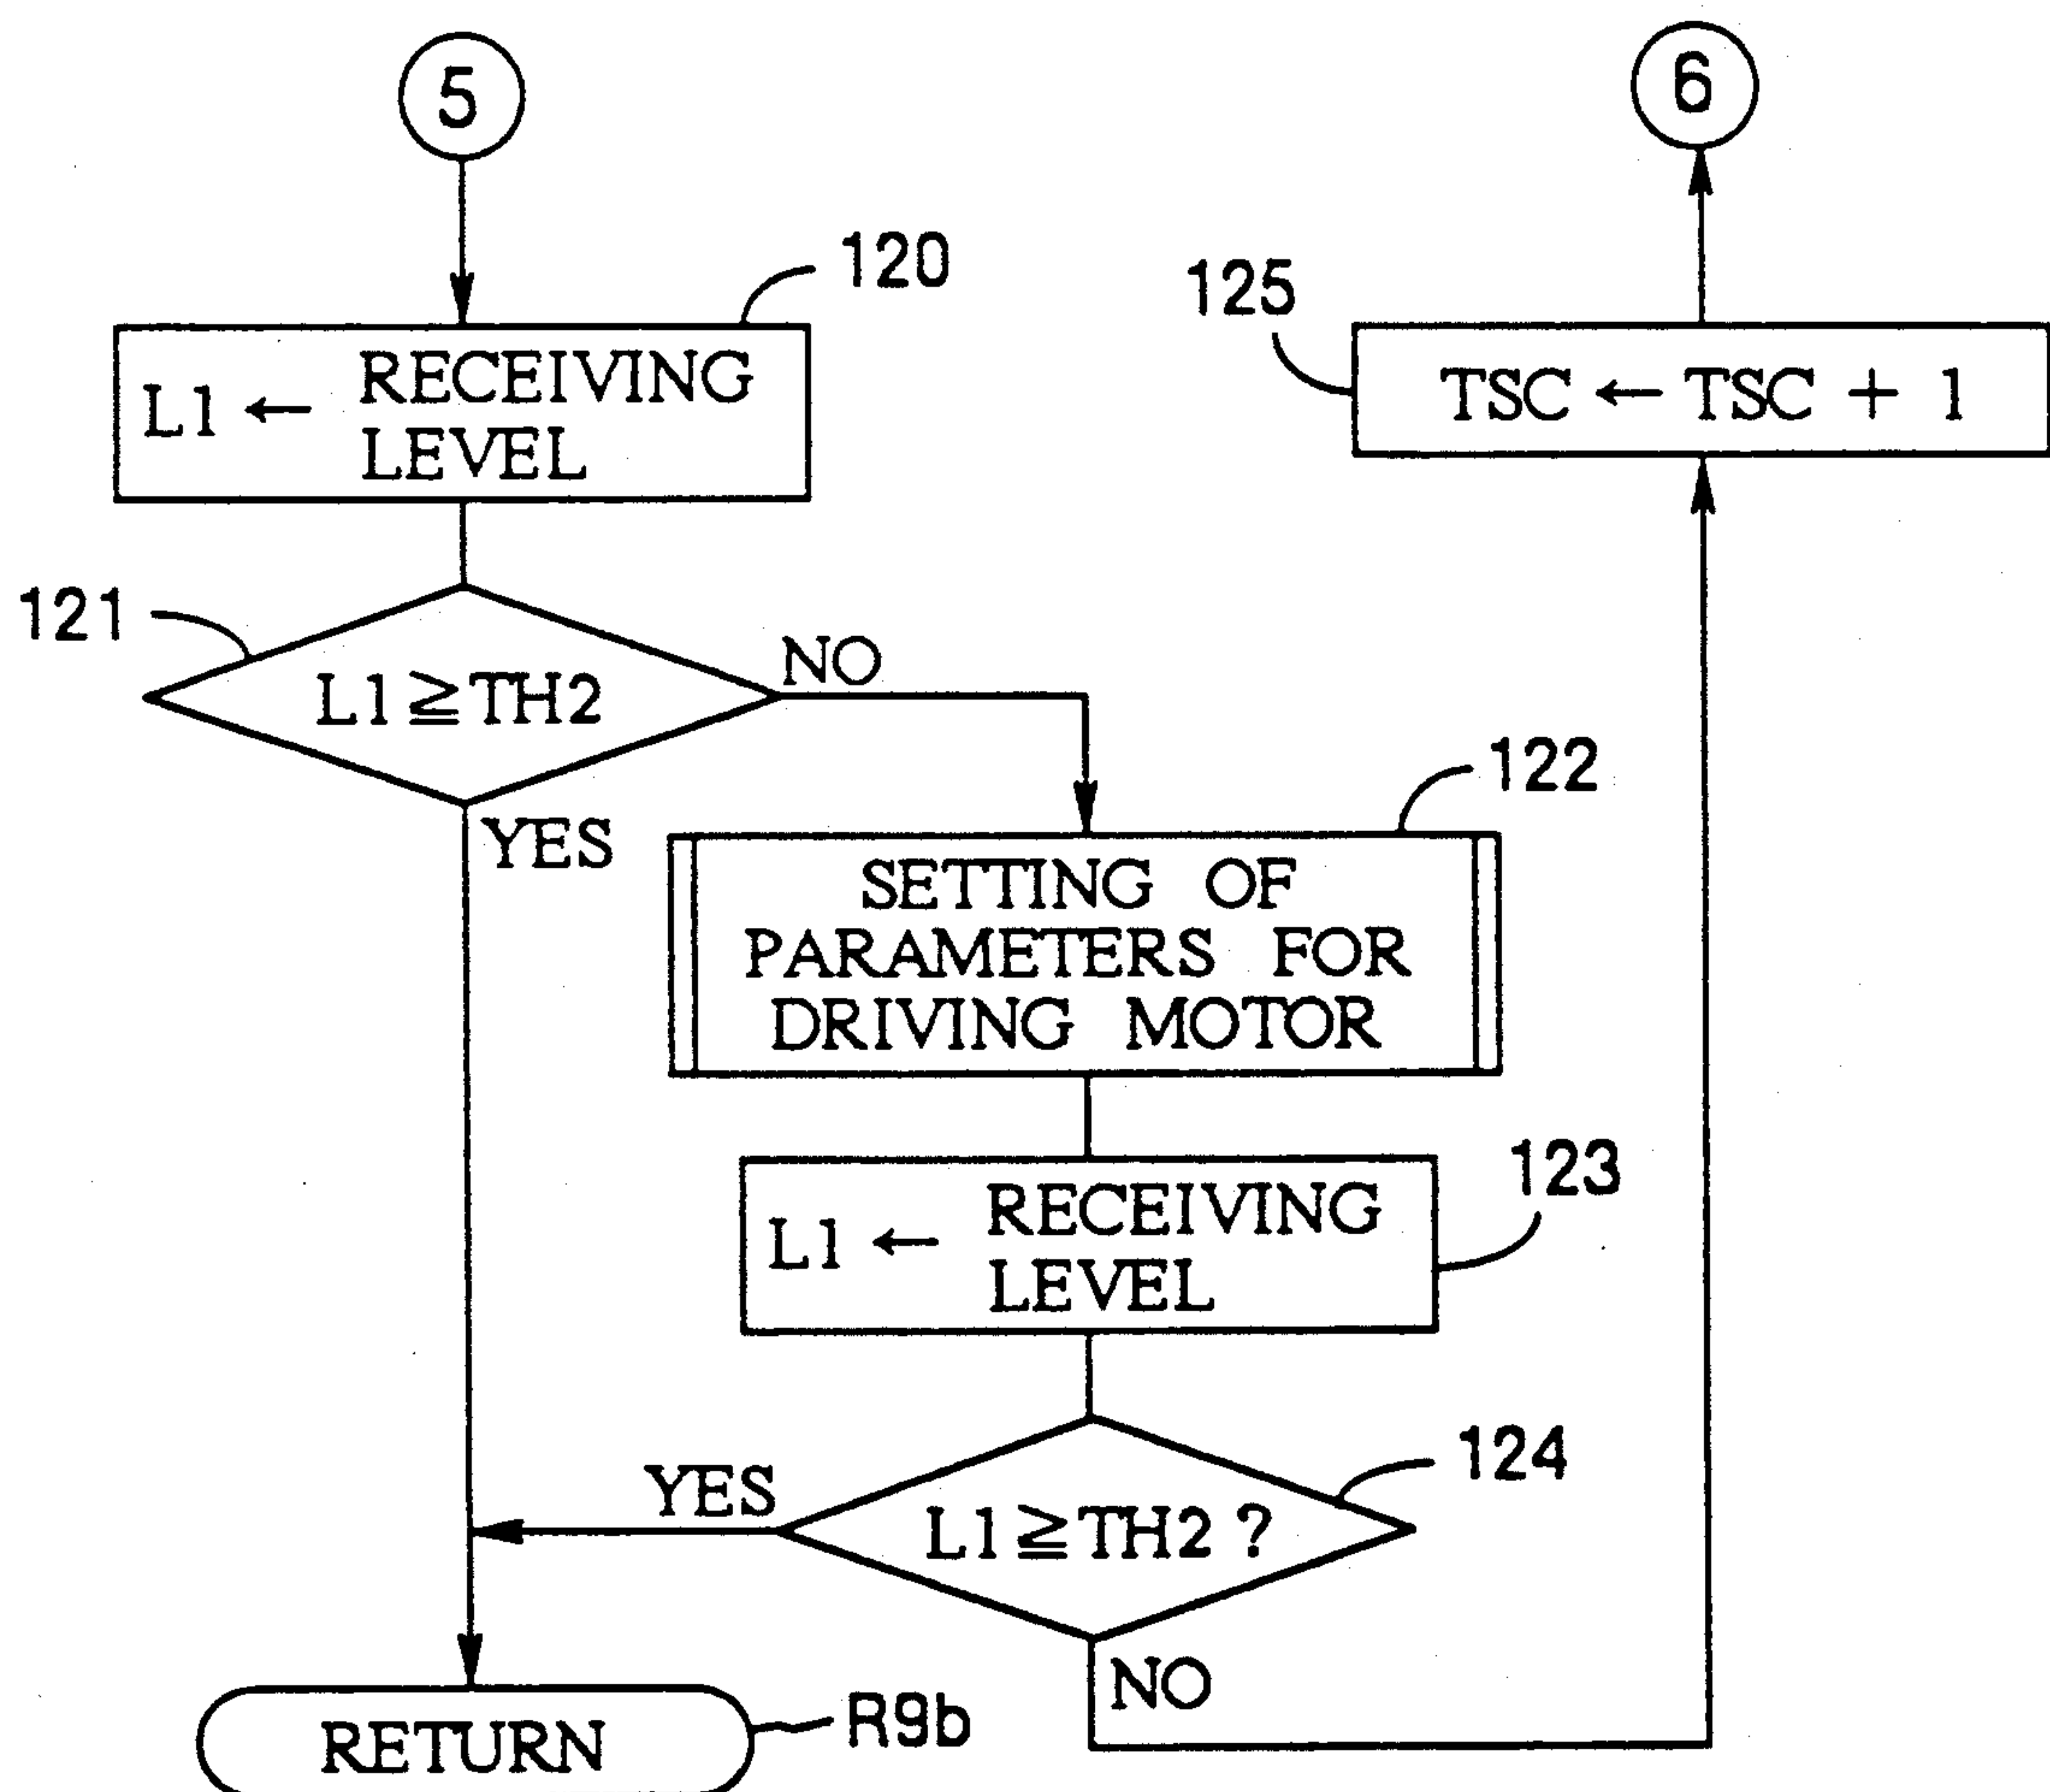 5
6
120
125
L1 ← RECEIVING
LEVEL
TSC ← TSC + 1
121
L1 ≧ TH2
NO
YES
122
SETTING OF
PARAMETERS FOR
DRIVING MOTOR
123
L1 ← RECEIVING
LEVEL
124
YES
L1 ≧ TH2 ?
NO
RETURN
R9b